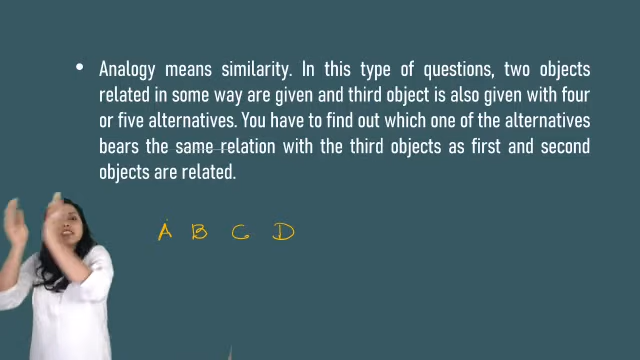 • Analogy means similarity. In this type of questions, two objects
related in some way are given and third object is also given with four
or five alternatives. You have to find out which one of the alternatives
bears the same relation with the third objects as first and second
objects are related.
A B C D